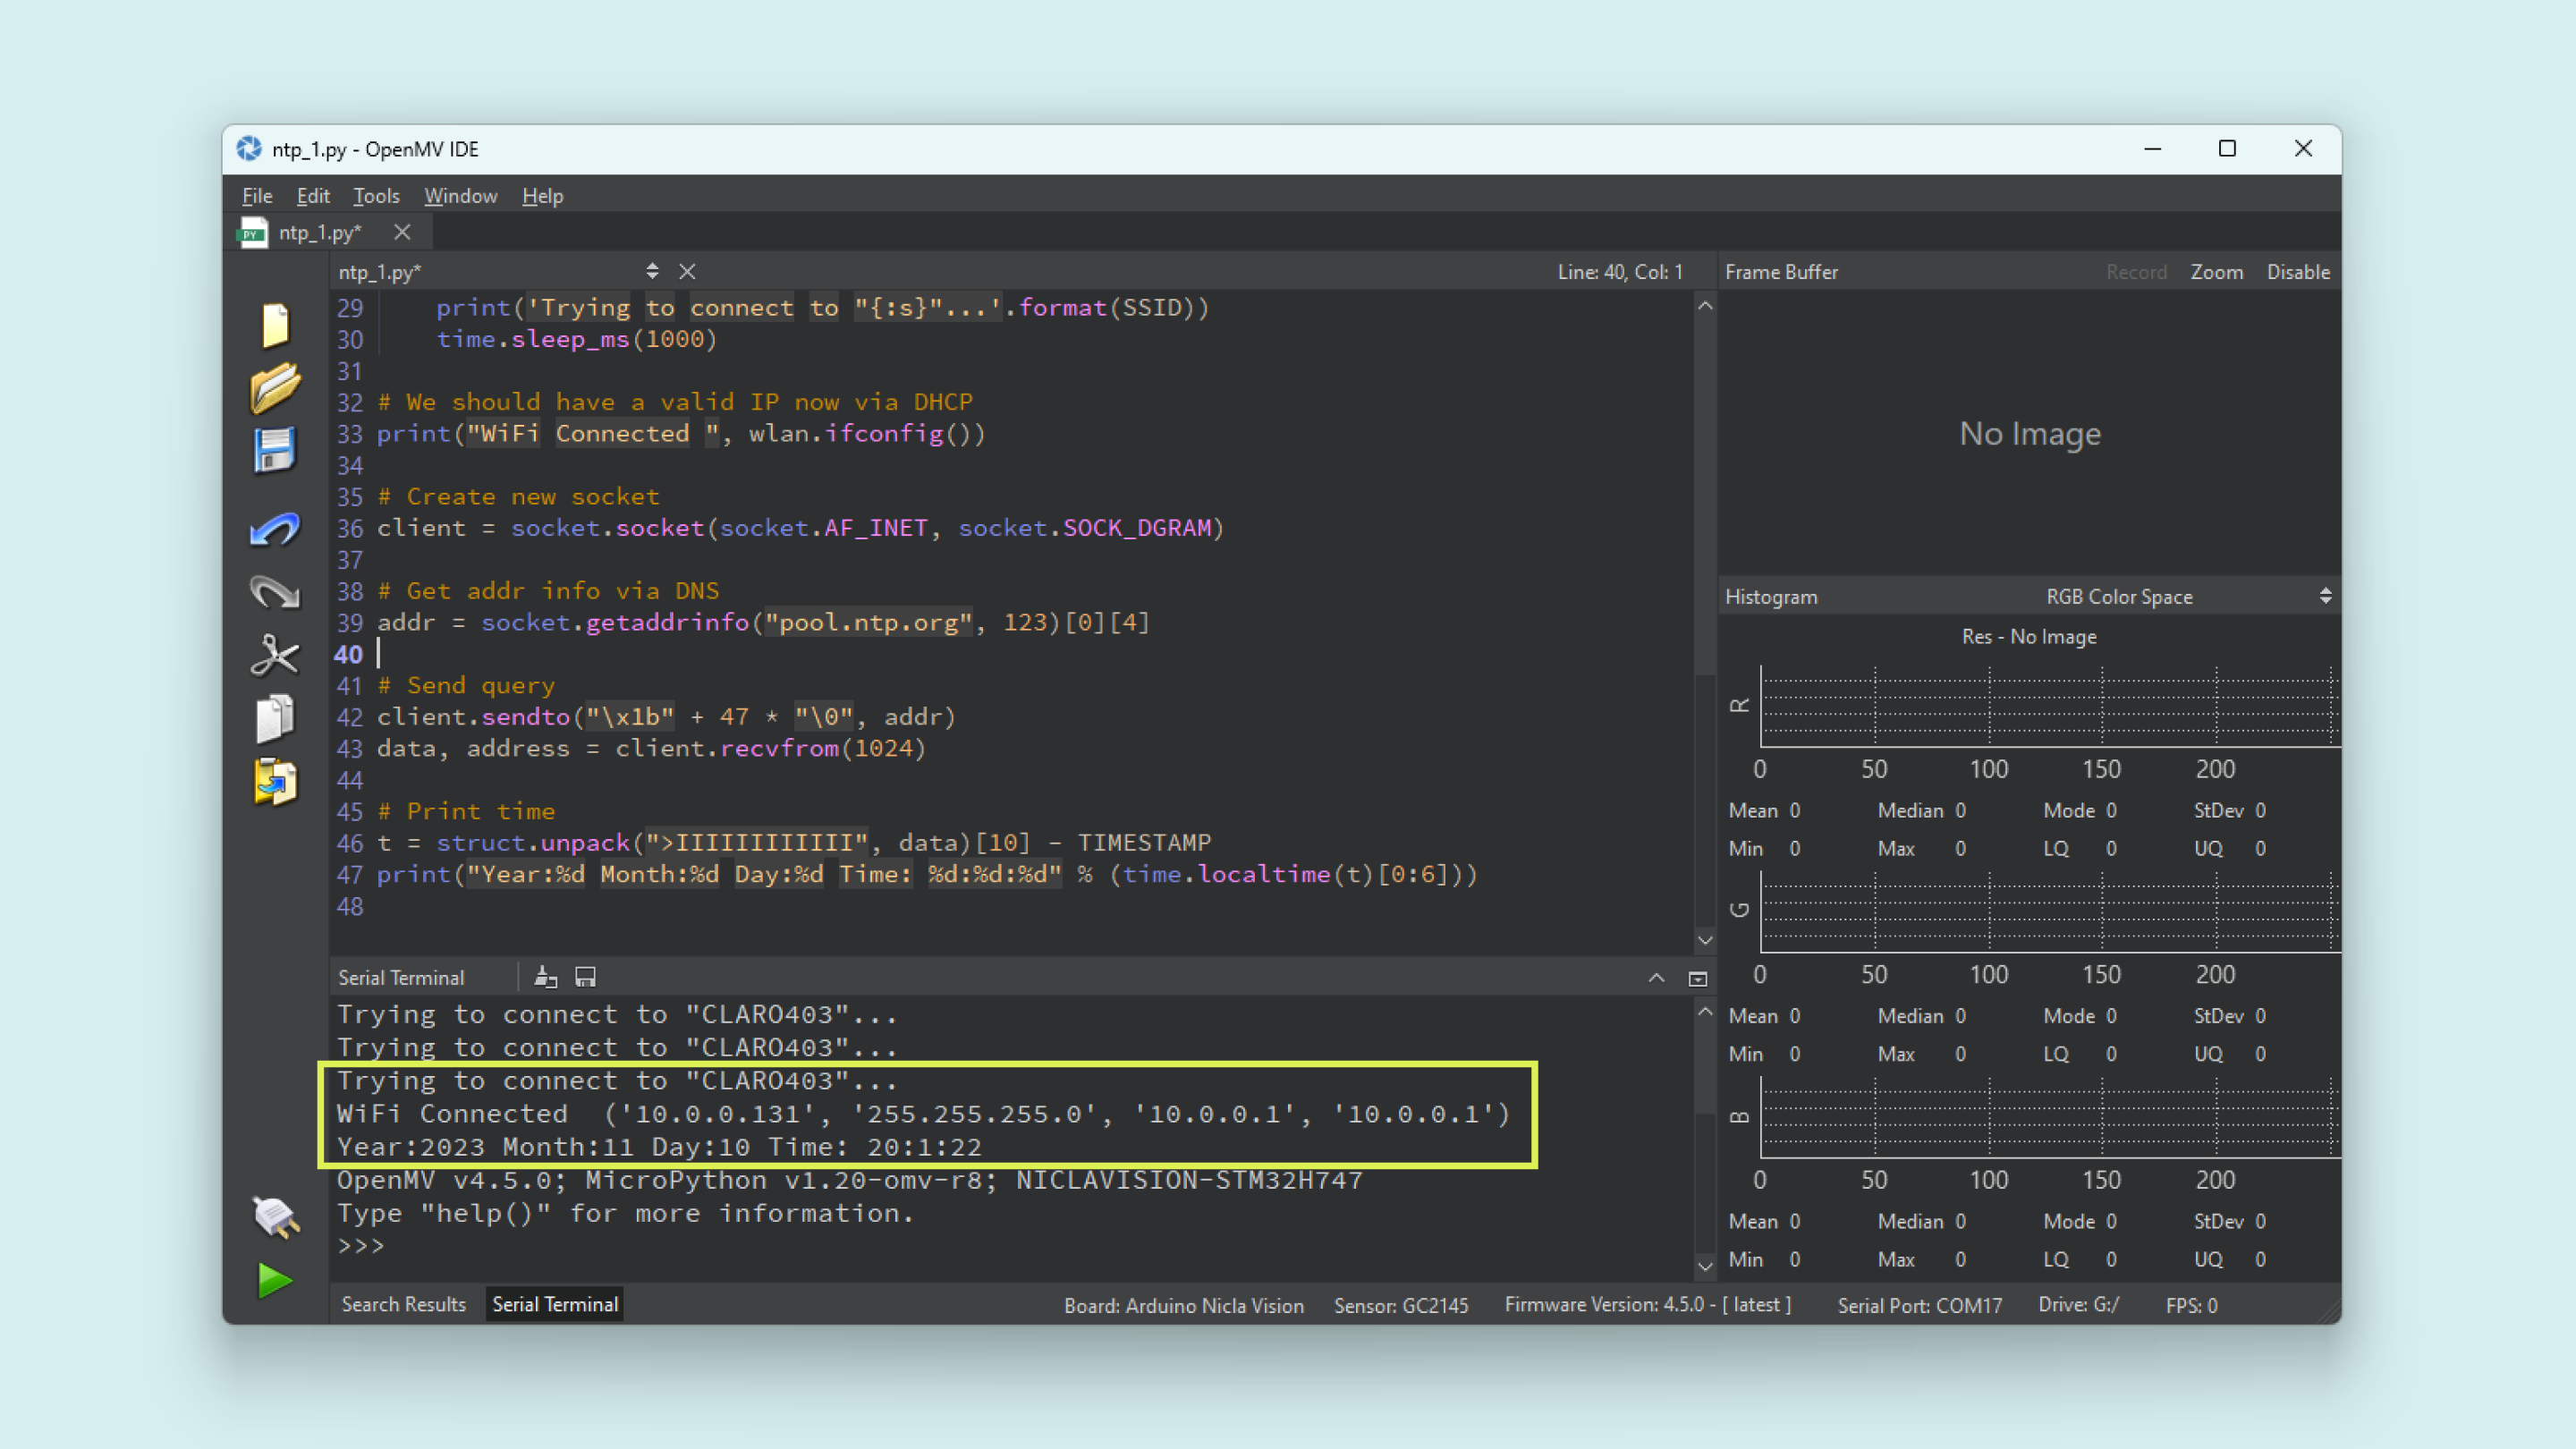 ntp_1.py - OpenMV IDE
File Edit Tools Window Help
PY ntp_1.py*
ntp_1.py* Line: 40, Col: 1
29 print('Trying to connect to "{:s}"...'.format(SSID))
30 time.sleep_ms(1000)
31
32 # We should have a valid IP now via DHCP
33 print("WiFi Connected ", wlan.ifconfig())
34
35 # Create new socket
36 client = socket.socket(socket.AF_INET, socket.SOCK_DGRAM)
37
38 # Get addr info via DNS
39 addr = socket.getaddrinfo("pool.ntp.org", 123)[0][4]
40
41 # Send query
42 client.sendto("\x1b" + 47 * "\0", addr)
43 data, address = client.recvfrom(1024)
44
45 # Print time
46 t = struct.unpack(">IIIIIIIIIIII", data)[10] - TIMESTAMP
47 print("Year:%d Month:%d Day:%d Time: %d:%d:%d" % (time.localtime(t)[0:6]))
48
Serial Terminal
Trying to connect to "CLARO403"...
Trying to connect to "CLARO403"...
Trying to connect to "CLARO403"...
WiFi Connected  ('10.0.0.131', '255.255.255.0', '10.0.0.1', '10.0.0.1')
Year:2023 Month:11 Day:10 Time: 20:1:22
OpenMV v4.5.0; MicroPython v1.20-omv-r8; NICLAVISION-STM32H747
Type "help()" for more information.
>>>
Frame Buffer Record Zoom Disable
No Image
Histogram RGB Color Space
Res - No Image
R
0 50 100 150 200
Mean 0 Median 0 Mode 0 StDev 0
Min 0 Max 0 LQ 0 UQ 0
G
0 50 100 150 200
Mean 0 Median 0 Mode 0 StDev 0
Min 0 Max 0 LQ 0 UQ 0
B
0 50 100 150 200
Mean 0 Median 0 Mode 0 StDev 0
Min 0 Max 0 LQ 0 UQ 0
Search Results Serial Terminal Board: Arduino Nicla Vision Sensor: GC2145 Firmware Version: 4.5.0 - [ latest ] Serial Port: COM17 Drive: G:/ FPS: 0